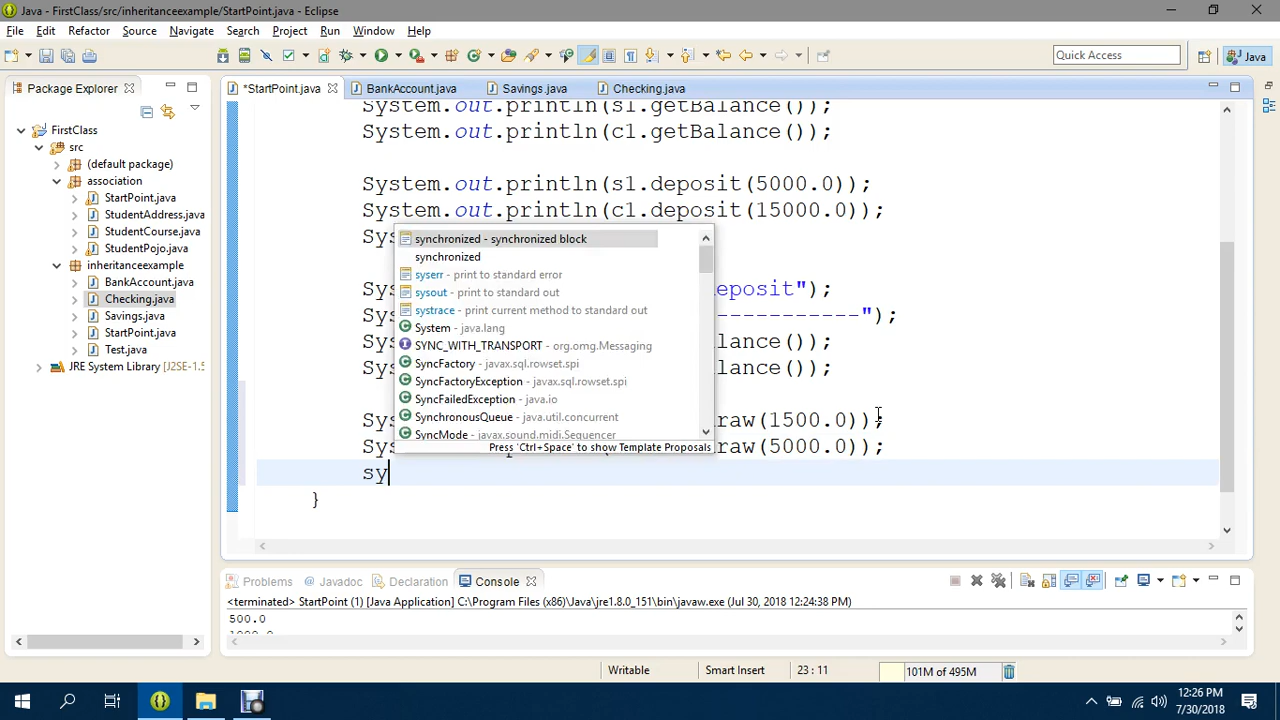 Java - FirstClass/src/inheritanceexample/StartPoint.java - Eclipse
File Edit Refactor Source Navigate Search Project Run Window Help
Quick Access
Java
Package Explorer
*StartPoint.java BankAccount.java Savings.java Checking.java
FirstClass
src
(default package)
association
StartPoint.java
StudentAddress.java
StudentCourse.java
StudentPojo.java
inheritanceexample
BankAccount.java
Checking.java
Savings.java
StartPoint.java
Test.java
JRE System Library [J2SE-1.5]
System.out.println(s1.getBalance());
System.out.println(c1.getBalance());
System.out.println(s1.deposit(5000.0));
System.out.println(c1.deposit(15000.0));
Sys
Sys eposit");
Sys -----------");
Sys lance());
Sys lance());
Sys raw(1500.0));
Sys raw(5000.0));
sy
}
synchronized - synchronized block
synchronized
syserr - print to standard error
sysout - print to standard out
systrace - print current method to standard out
System - java.lang
SYNC_WITH_TRANSPORT - org.omg.Messaging
SyncFactory - javax.sql.rowset.spi
SyncFactoryException - javax.sql.rowset.spi
SyncFailedException - java.io
SynchronousQueue - java.util.concurrent
SyncMode - javax.sound.midi.Sequencer
Press 'Ctrl+Space' to show Template Proposals
Problems Javadoc Declaration Console
<terminated> StartPoint (1) [Java Application] C:\Program Files (x86)\Java\jre1.8.0_151\bin\javaw.exe (Jul 30, 2018 12:24:38 PM)
500.0
Writable Smart Insert 23 : 11 101M of 495M
12:26 PM
7/30/2018